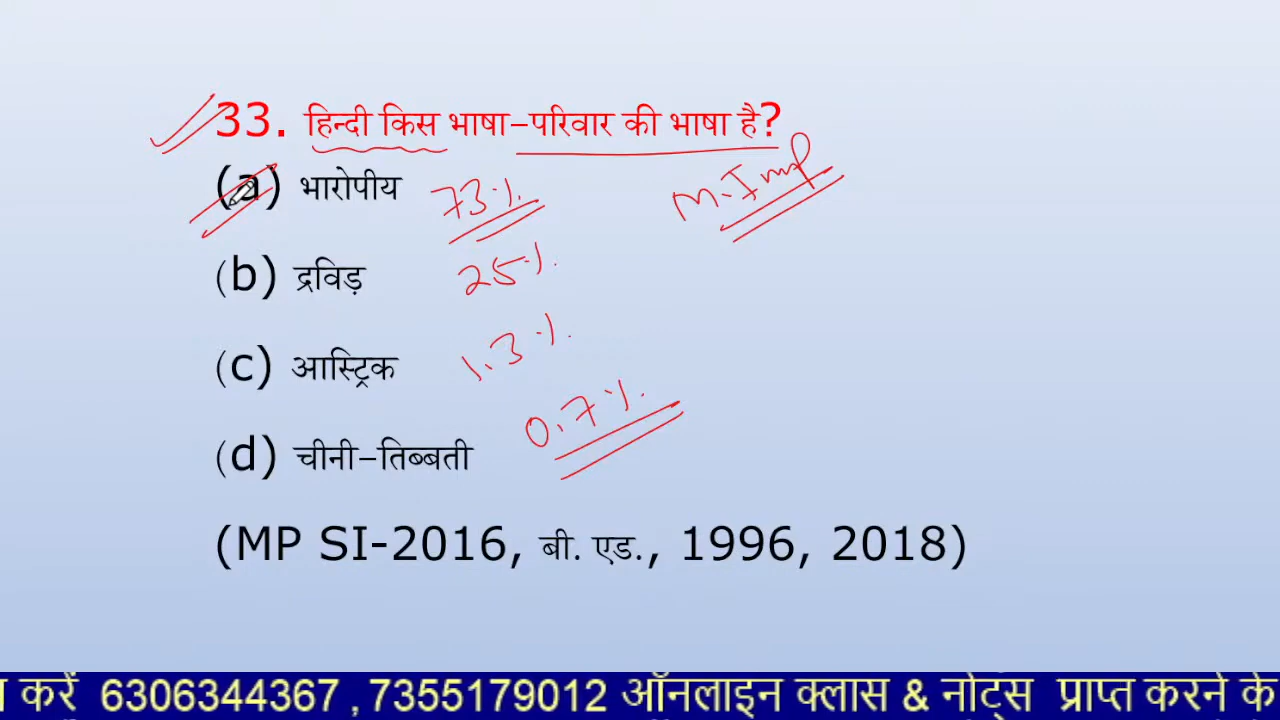 33. हिन्दी किस भाषा-परिवार की भाषा है?
M.Imp
(a) भारोपीय 73%
(b) द्रविड़ 25%
(c) आस्ट्रिक 1.3%
(d) चीनी-तिब्बती 0.7%
(MP SI-2016, बी. एड., 1996, 2018)
करें 6306344367 ,7355179012 ऑनलाइन क्लास & नोट्स प्राप्त करने के